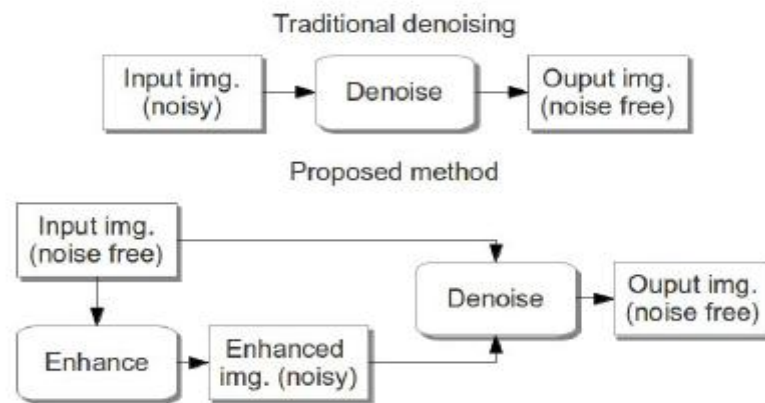 Traditional denoising
Input img.
(noisy)
Denoise
Ouput img.
(noise free)
Proposed method
Input img.
(noise free)
Denoise
Ouput img.
(noise free)
Enhance
Enhanced
img. (noisy)